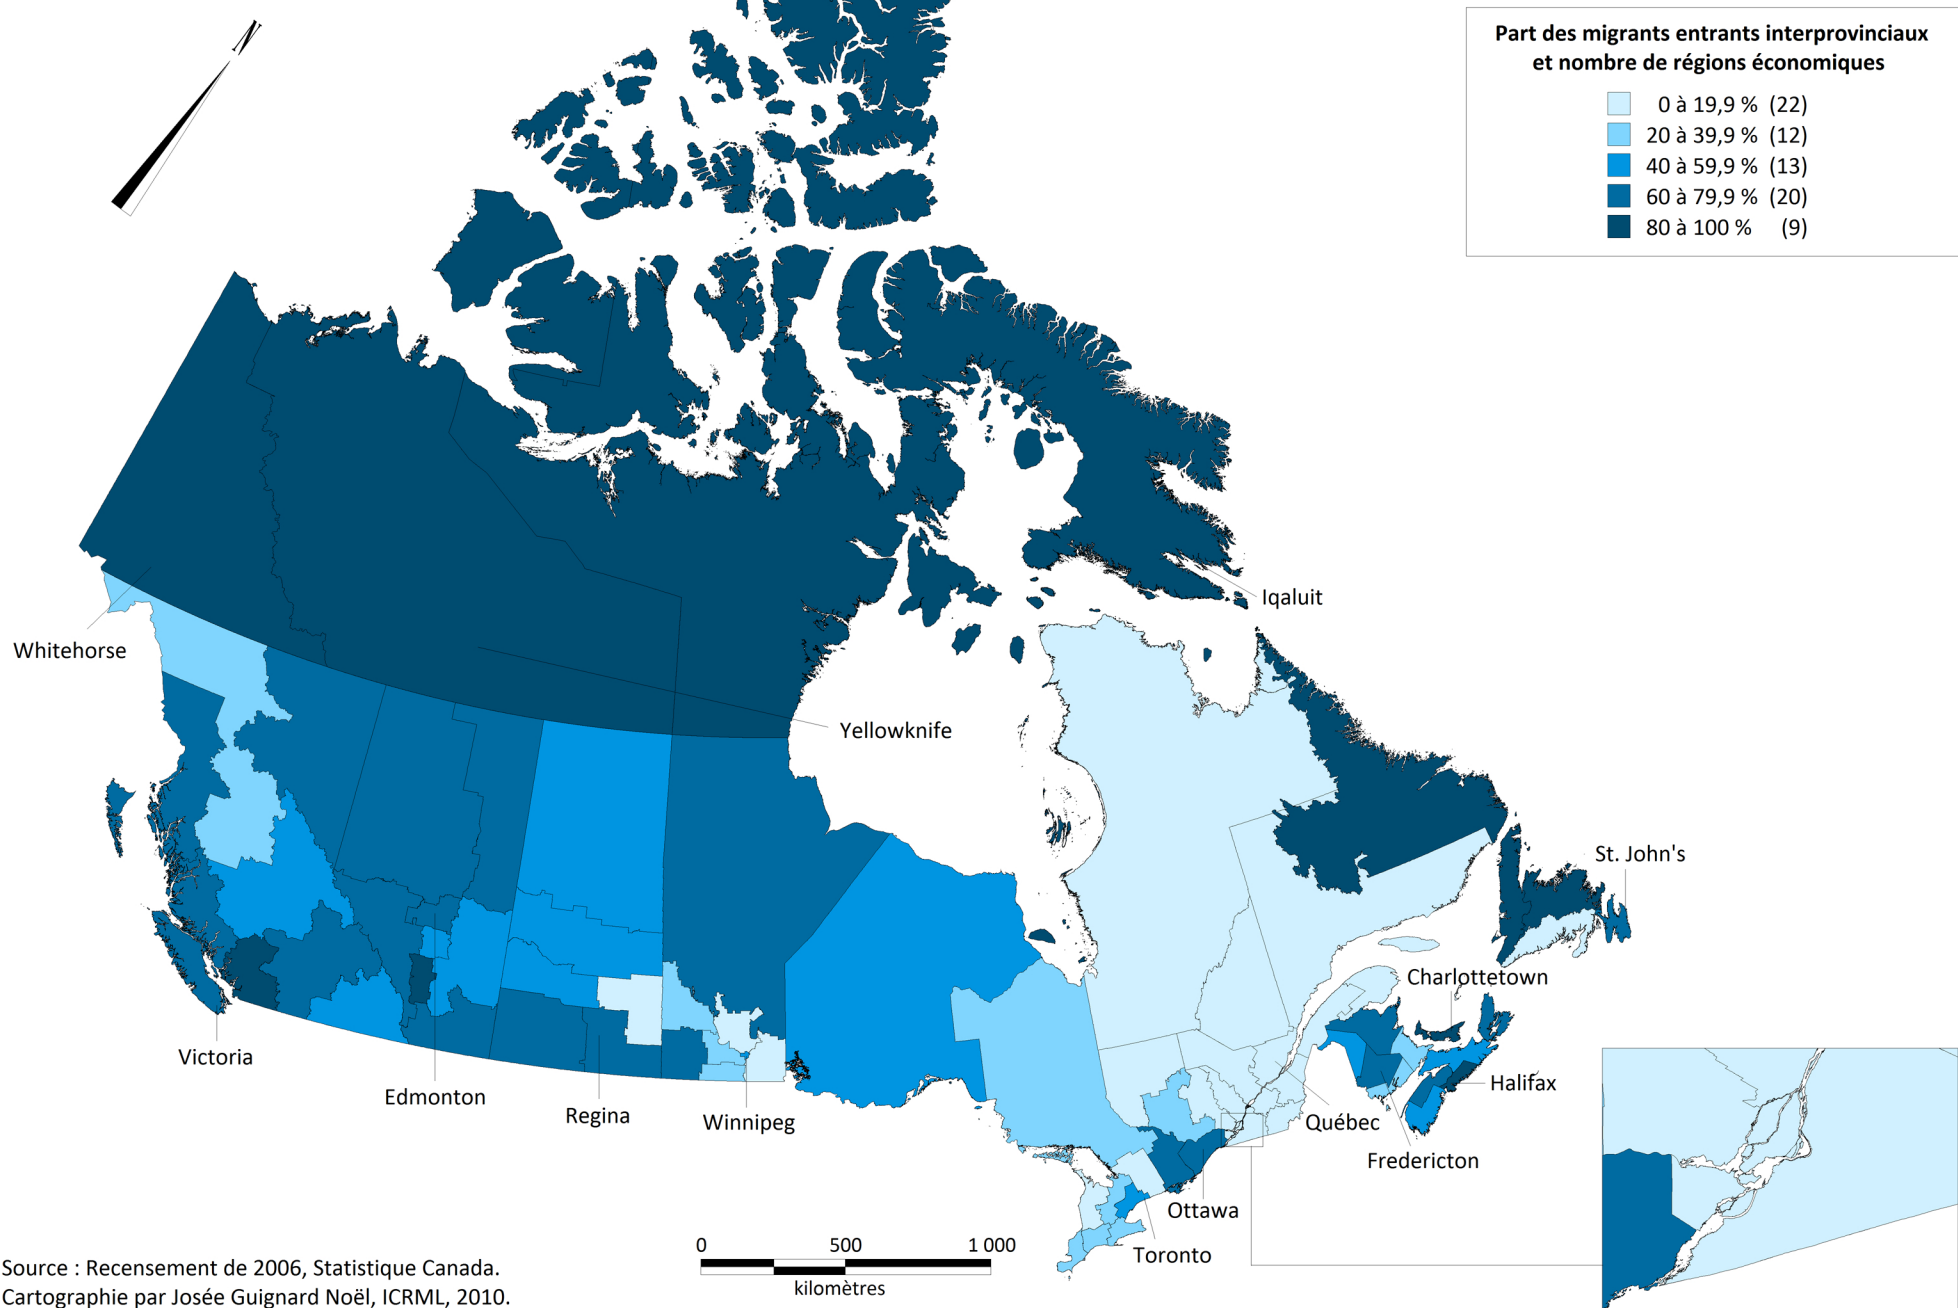 Part des migrants entrants interprovinciaux
et nombre de régions économiques
0 à 19,9 % (22)
20 à 39,9 % (12)
40 à 59,9 % (13)
60 à 79,9 % (20)
80 à 100 % (9)
Iqaluit
Whitehorse
Yellowknife
St. John's
Charlottetown
Victoria
Edmonton
Regina
Winnipeg
Halifax
Québec
Fredericton
Ottawa
Toronto
0 500 1 000
kilomètres
Source : Recensement de 2006, Statistique Canada.
Cartographie par Josée Guignard Noël, ICRML, 2010.